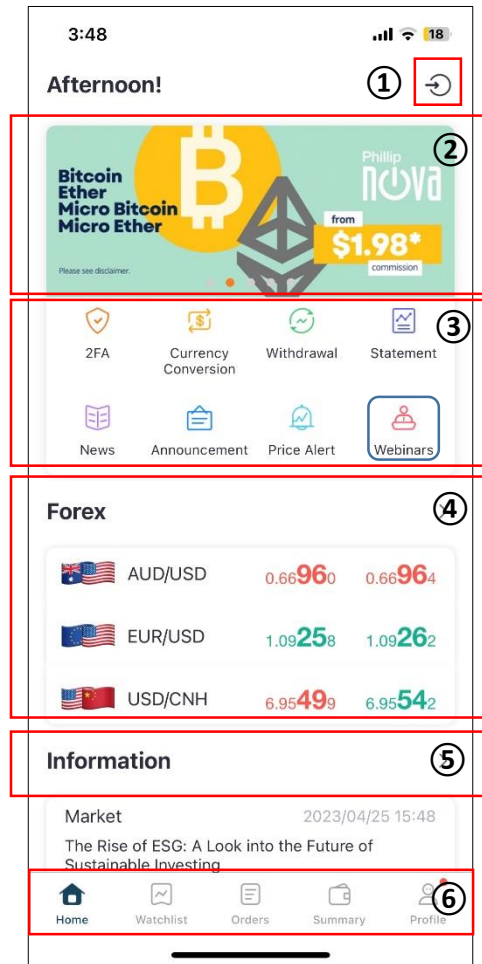 3:48
18
Afternoon!
①
②
Bitcoin
Ether
Micro Bitcoin
Micro Ether
Phillip
nova
from
$1.98*
commission
Please see disclaimer.
③
2FA
Currency
Conversion
Withdrawal
Statement
News
Announcement
Price Alert
Webinars
Forex
④
AUD/USD 0.66960 0.66964
EUR/USD 1.09258 1.09262
USD/CNH 6.95499 6.95542
Information
⑤
Market 2023/04/25 15:48
The Rise of ESG: A Look into the Future of
Sustainable Investing
⑥
Home Watchlist Orders Summary Profile